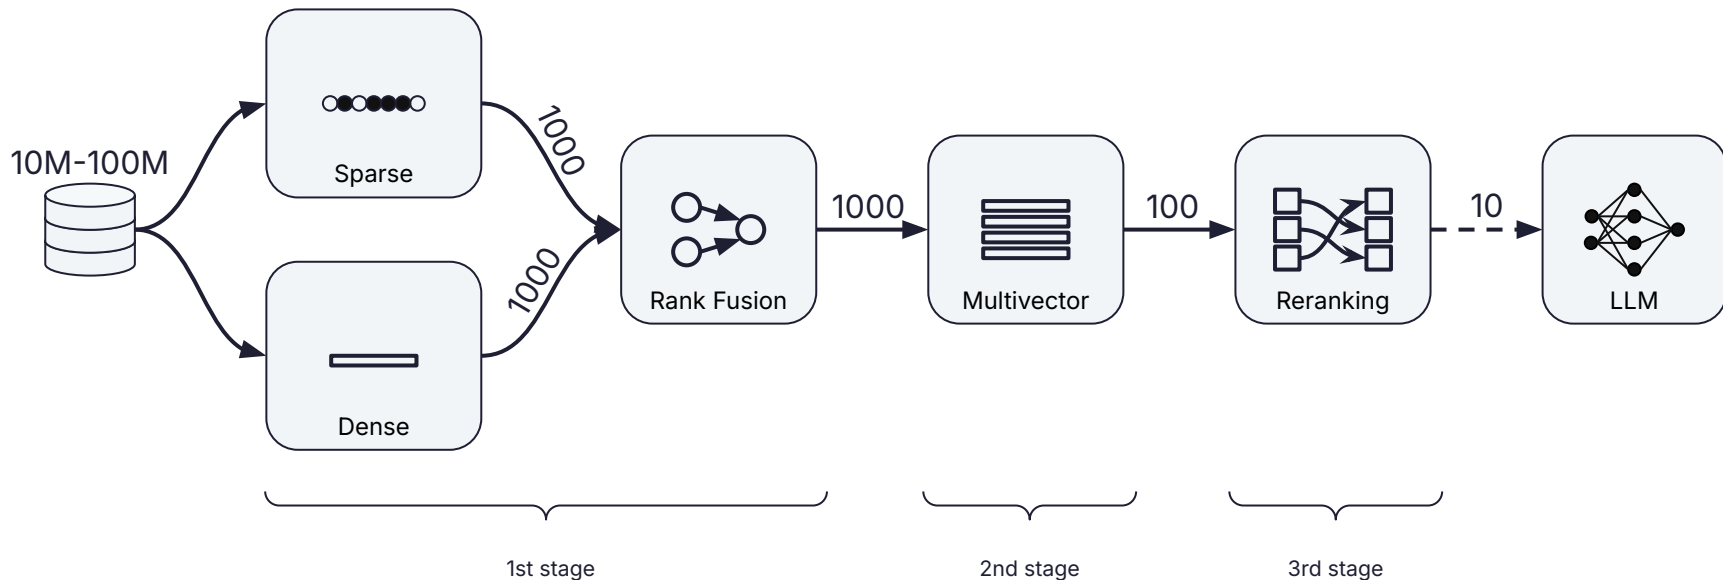 10M-100M
Sparse
1000
Dense
1000
Rank Fusion
1000
Multivector
100
Reranking
10
LLM
1st stage
2nd stage
3rd stage